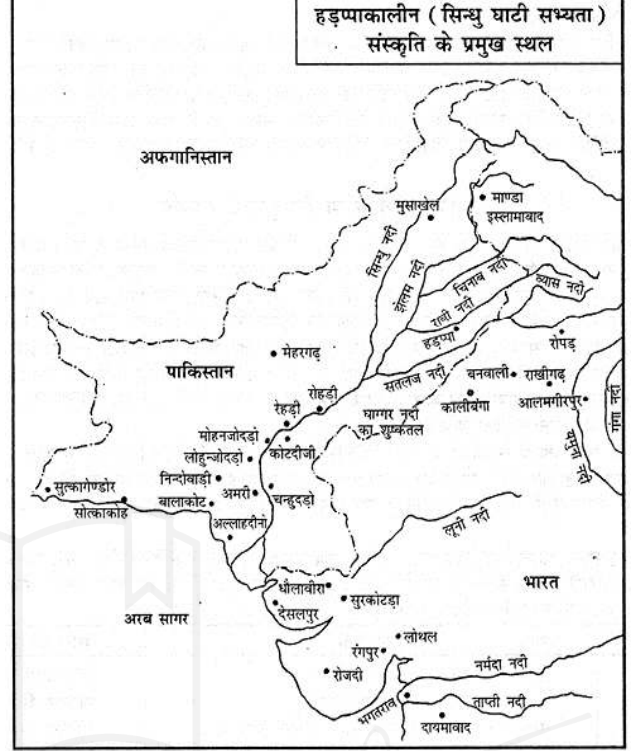 हड़प्पाकालीन ( सिन्धु घाटी सभ्यता )
संस्कृति के प्रमुख स्थल
अफगानिस्तान
मुसाखेल
माण्डा
इस्लामाबाद
सिन्धु नदी
झेलम नदी
चिनाब नदी
रावी नदी
व्यास नदी
हड़प्पा
रोपड़
मेहरगढ़
पाकिस्तान
सतलज नदी
बनवाली
राखीगढ़
रोहड़ी
रेहड़ी
घाग्गर नदी
का शुष्कतल
कालीबंगा
आलमगीरपुर
गंगा नदी
यमुना नदी
मोहनजोदड़ो
कोटदीजी
लोहुन्जोदड़ो
निन्दोवाड़ी
सुत्कागेण्डोर
अमरी
चन्हुदड़ो
सोत्काकोह
बालाकोट
अल्लाहदीनो
लूनी नदी
धौलावीरा
सुरकोटड़ा
भारत
देसलपुर
अरब सागर
लोथल
रंगपुर
रोजदी
नर्मदा नदी
भगतराव
ताप्ती नदी
दायमावाद